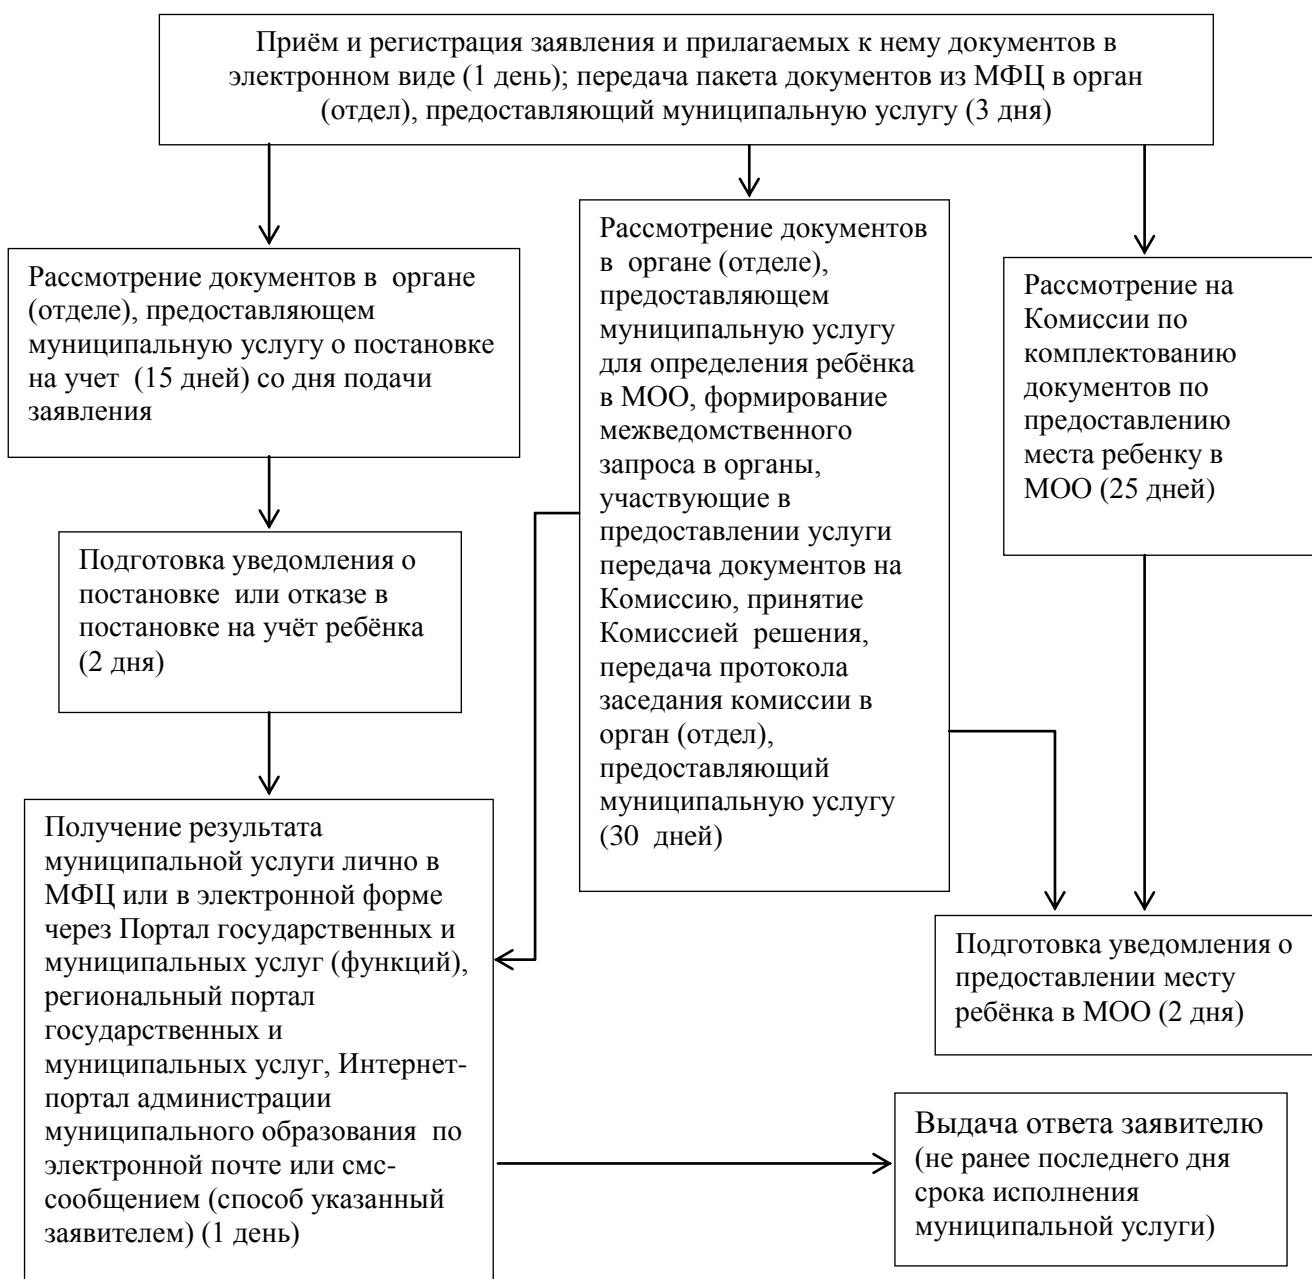 Приём и регистрация заявления и прилагаемых к нему документов в
электронном виде (1 день); передача пакета документов из МФЦ в орган
(отдел), предоставляющий муниципальную услугу (3 дня)
Рассмотрение документов в  органе
(отделе), предоставляющем
муниципальную услугу о постановке
на учет  (15 дней) со дня подачи
заявления
Рассмотрение документов
в  органе (отделе),
предоставляющем
муниципальную услугу
для определения ребёнка
в МОО, формирование
межведомственного
запроса в органы,
участвующие в
предоставлении услуги
передача документов на
Комиссию, принятие
Комиссией  решения,
передача протокола
заседания комиссии в
орган (отдел),
предоставляющий
муниципальную услугу
(30  дней)
Рассмотрение на
Комиссии по
комплектованию
документов по
предоставлению
места ребенку в
МОО (25 дней)
Подготовка уведомления о
постановке  или отказе в
постановке на учёт ребёнка
(2 дня)
Получение результата
муниципальной услуги лично в
МФЦ или в электронной форме
через Портал государственных и
муниципальных услуг (функций),
региональный портал
государственных и
муниципальных услуг, Интернет-
портал администрации
муниципального образования  по
электронной почте или смс-
сообщением (способ указанный
заявителем) (1 день)
Подготовка уведомления о
предоставлении месту
ребёнка в МОО (2 дня)
Выдача ответа заявителю
(не ранее последнего дня
срока исполнения
муниципальной услуги)